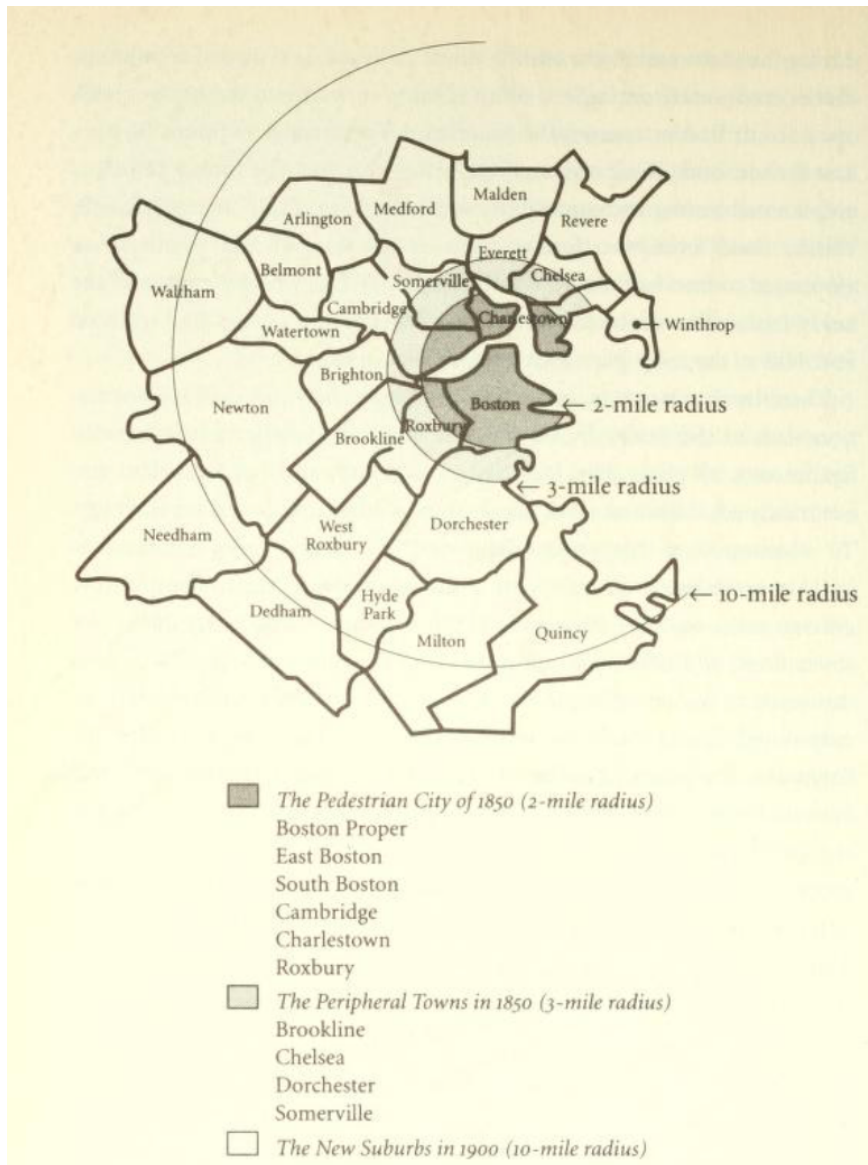 Malden
Medford
Arlington
Revere
Everett
Belmont
Somerville
Chelsea
Waltham
Cambridge
Charlestown
Winthrop
Watertown
Brighton
Newton
Boston
← 2-mile radius
Roxbury
Brookline
← 3-mile radius
Needham
West
Roxbury
Dorchester
Hyde
Park
← 10-mile radius
Dedham
Milton
Quincy
The Pedestrian City of 1850 (2-mile radius)
Boston Proper
East Boston
South Boston
Cambridge
Charlestown
Roxbury
The Peripheral Towns in 1850 (3-mile radius)
Brookline
Chelsea
Dorchester
Somerville
The New Suburbs in 1900 (10-mile radius)